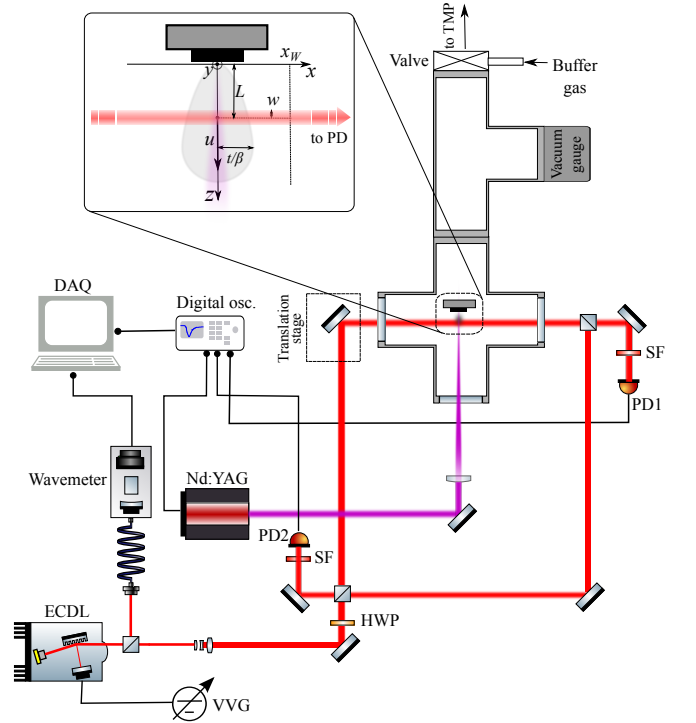 to TMP
Valve
Buffer
gas
Vacuum
gauge
x_W
y
x
L
w
to PD
u
t/β
z
DAQ
Digital osc.
Translation
stage
SF
PD1
Wavemeter
Nd:YAG
PD2
SF
ECDL
HWP
VVG